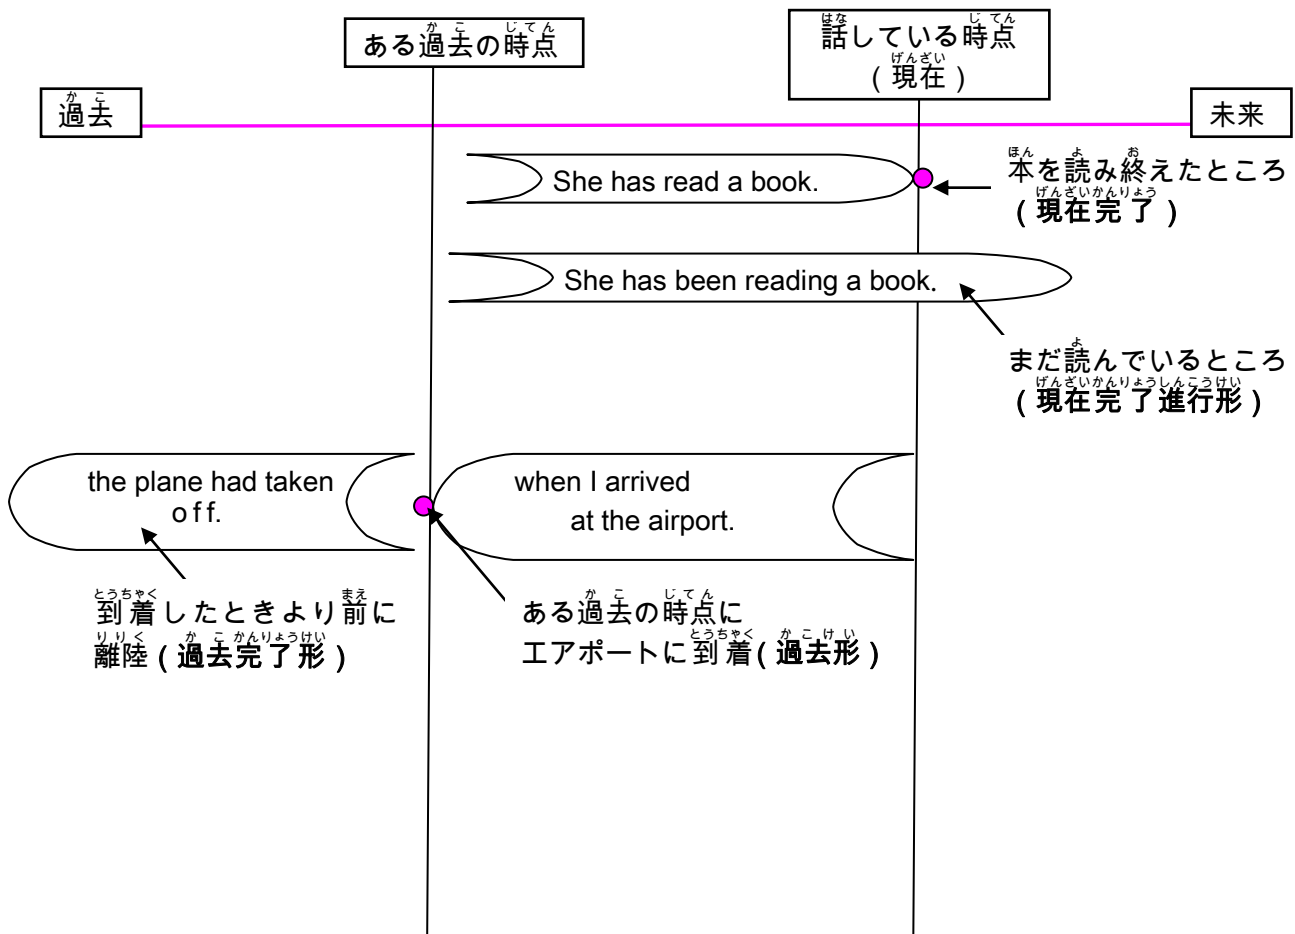 ある過去の時点
話している時点
(現在)
過去
未来
She has read a book.
本を読み終えたところ
(現在完了)
She has been reading a book.
まだ読んでいるところ
(現在完了進行形)
the plane had taken
off.
when I arrived
at the airport.
到着したときより前に
離陸(過去完了形)
ある過去の時点に
エアポートに到着(過去形)